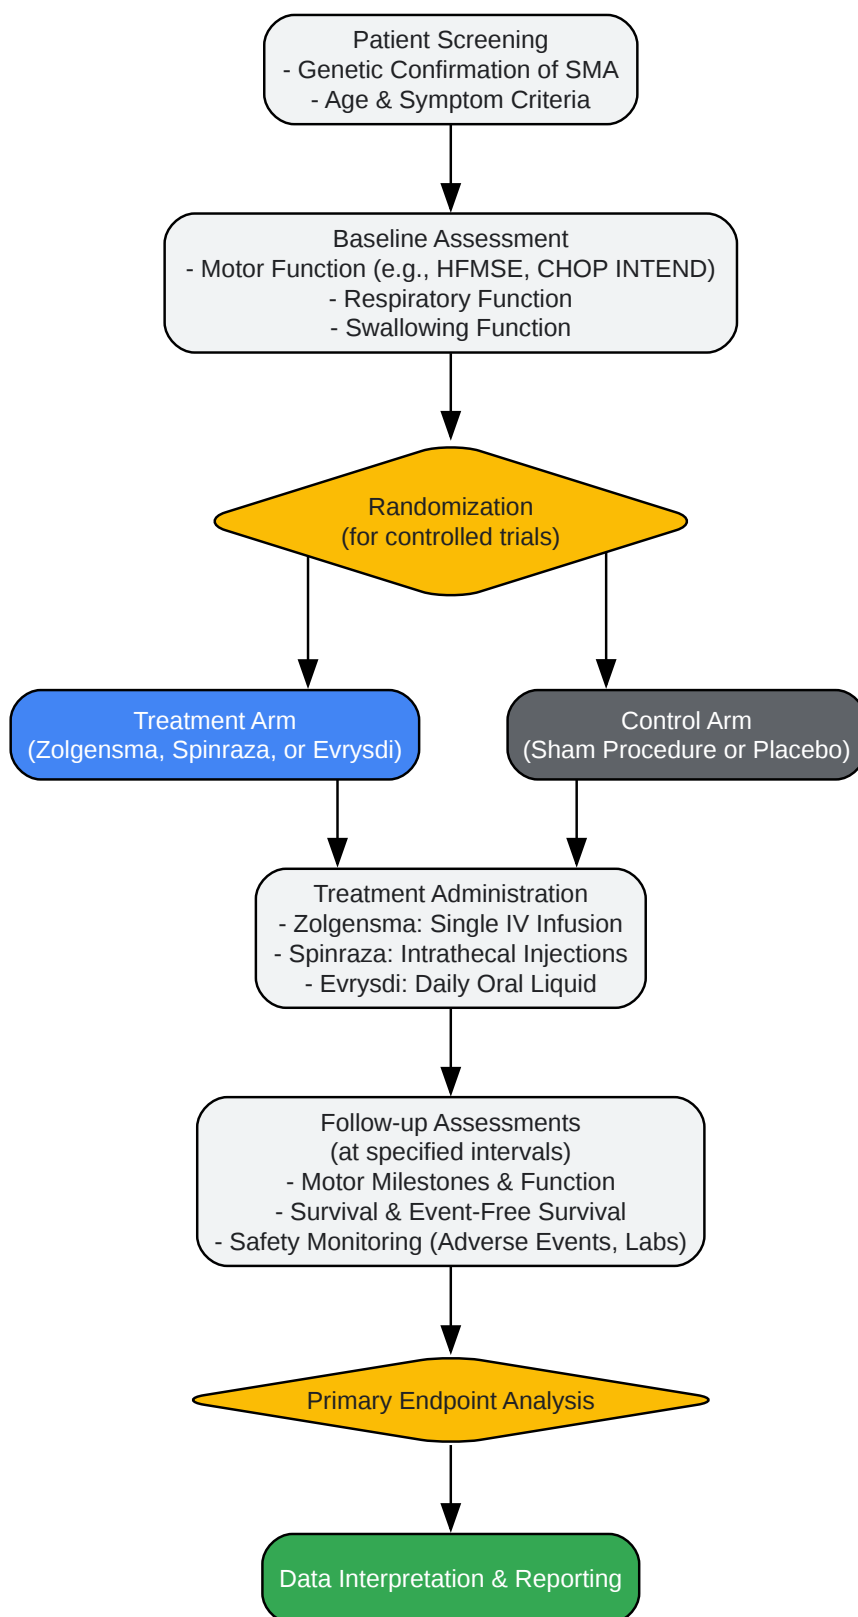 Patient Screening
- Genetic Confirmation of SMA
- Age & Symptom Criteria
Baseline Assessment
- Motor Function (e.g., HFMSE, CHOP INTEND)
- Respiratory Function
- Swallowing Function
Randomization
(for controlled trials)
Treatment Arm
(Zolgensma, Spinraza, or Evrysdi)
Control Arm
(Sham Procedure or Placebo)
Treatment Administration
- Zolgensma: Single IV Infusion
- Spinraza: Intrathecal Injections
- Evrysdi: Daily Oral Liquid
Follow-up Assessments
(at specified intervals)
- Motor Milestones & Function
- Survival & Event-Free Survival
- Safety Monitoring (Adverse Events, Labs)
Primary Endpoint Analysis
Data Interpretation & Reporting